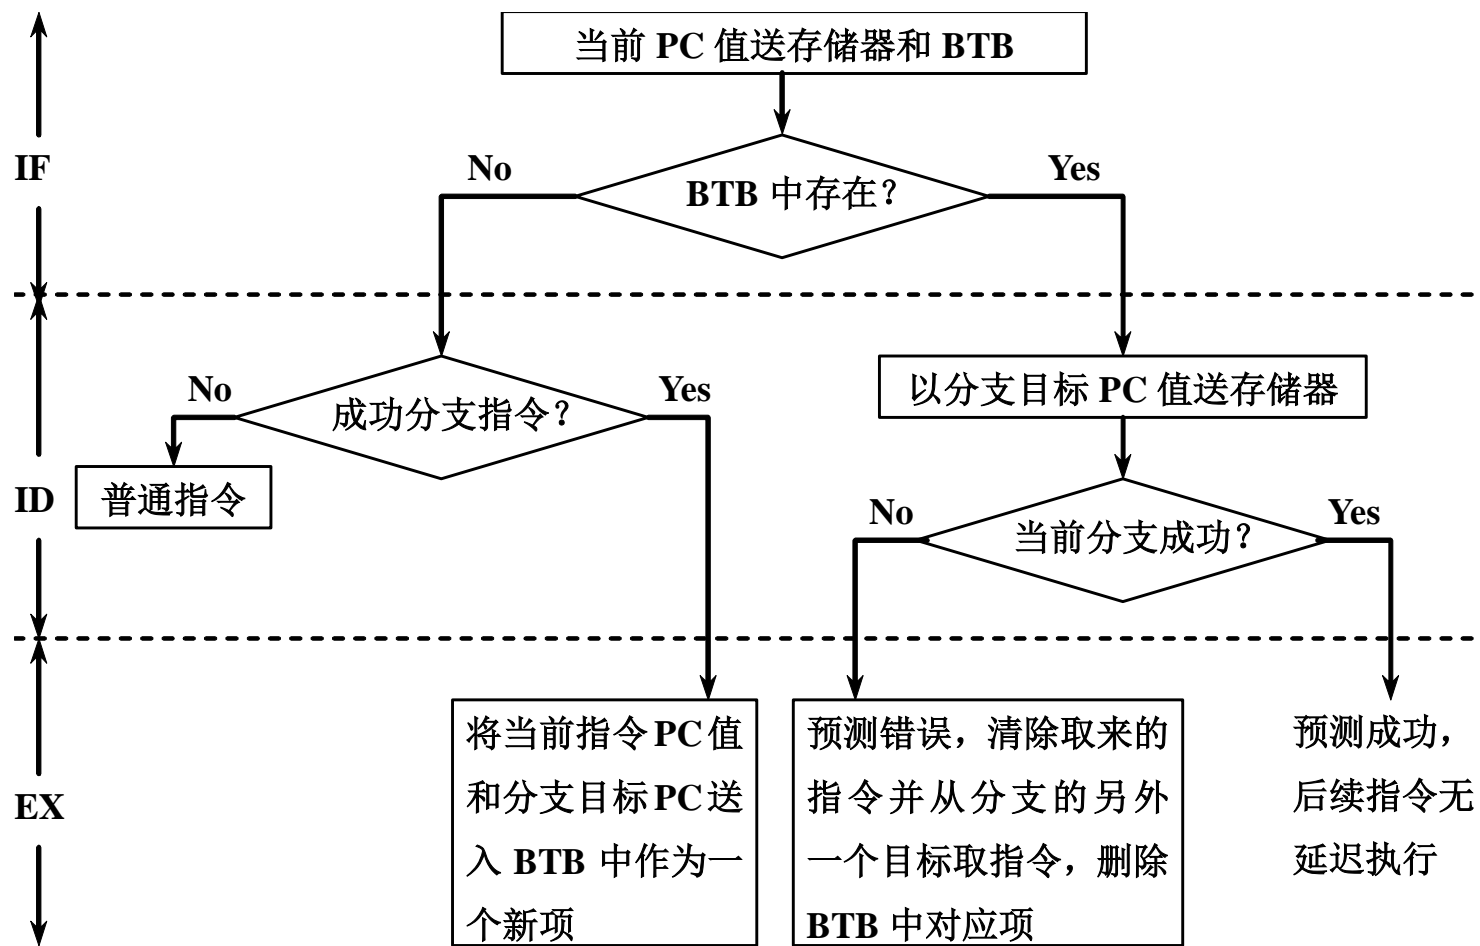 当前 PC 值送存储器和 BTB
IF
No
Yes
BTB 中存在？
No
Yes
成功分支指令？
以分支目标 PC 值送存储器
ID
普通指令
No
Yes
当前分支成功？
EX
将当前指令 PC 值
和分支目标 PC 送
入 BTB 中作为一
个新项
预测错误，清除取来的
指令并从分支的另外
一个目标取指令，删除
BTB 中对应项
预测成功，
后续指令无
延迟执行